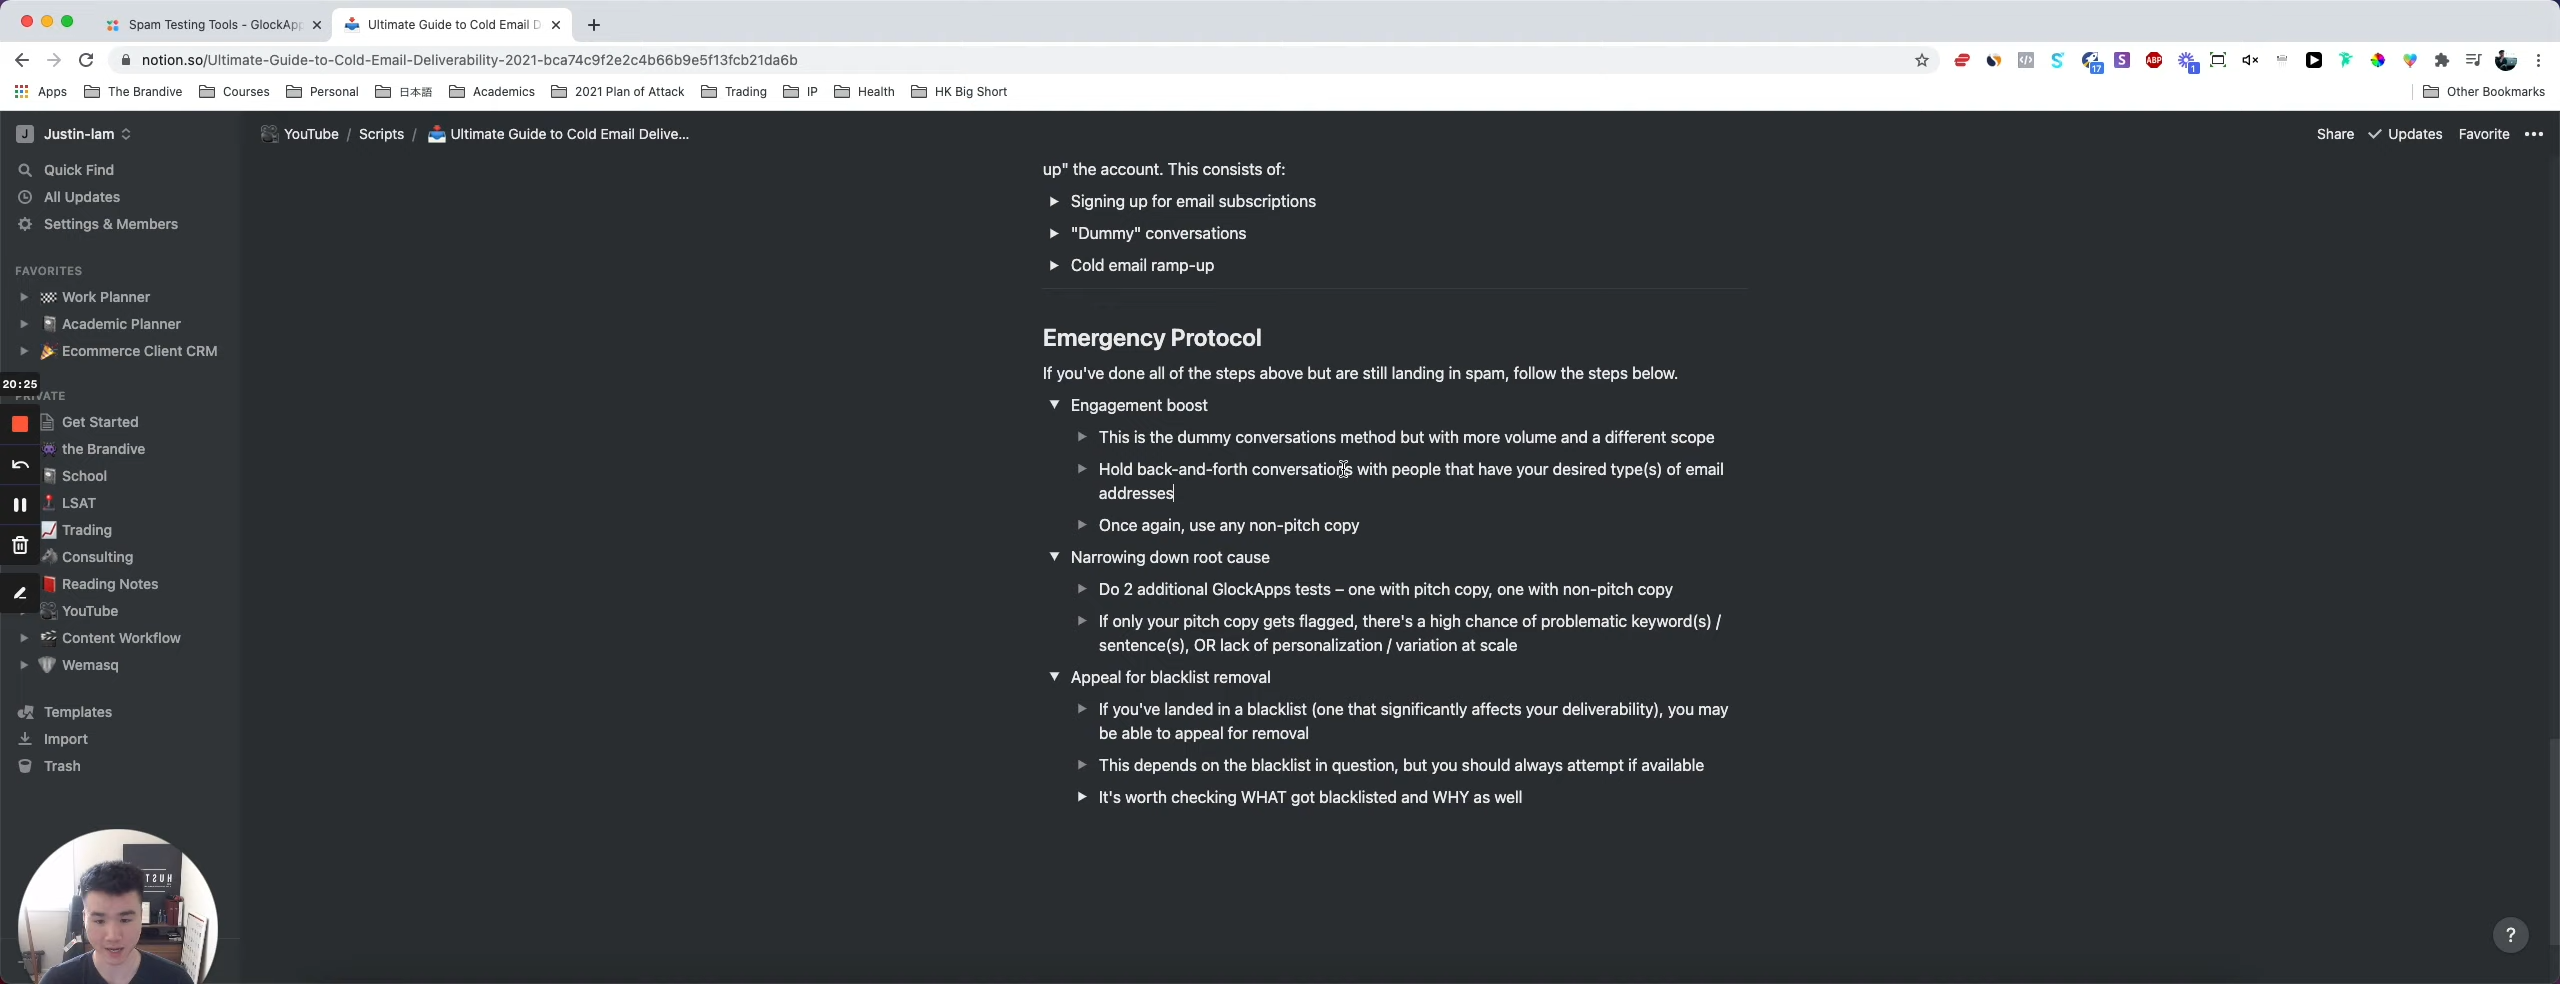 Spam Testing Tools - GlockApp
Ultimate Guide to Cold Email D
notion.so/Ultimate-Guide-to-Cold-Email-Deliverability-2021-bca74c9f2e2c4b66b9e5f13fcb21da6b
Apps The Brandive Courses Personal 日本語 Academics 2021 Plan of Attack Trading IP Health HK Big Short Other Bookmarks
J Justin-lam
YouTube / Scripts / Ultimate Guide to Cold Email Delive...
Share Updates Favorite
Quick Find
All Updates
Settings & Members
FAVORITES
Work Planner
Academic Planner
Ecommerce Client CRM
20:25
PRIVATE
Get Started
the Brandive
School
LSAT
Trading
Consulting
Reading Notes
YouTube
Content Workflow
Wemasq
Templates
Import
Trash
up" the account. This consists of:
Signing up for email subscriptions
"Dummy" conversations
Cold email ramp-up
Emergency Protocol
If you've done all of the steps above but are still landing in spam, follow the steps below.
Engagement boost
This is the dummy conversations method but with more volume and a different scope
Hold back-and-forth conversations with people that have your desired type(s) of email
addresses
Once again, use any non-pitch copy
Narrowing down root cause
Do 2 additional GlockApps tests – one with pitch copy, one with non-pitch copy
If only your pitch copy gets flagged, there's a high chance of problematic keyword(s) /
sentence(s), OR lack of personalization / variation at scale
Appeal for blacklist removal
If you've landed in a blacklist (one that significantly affects your deliverability), you may
be able to appeal for removal
This depends on the blacklist in question, but you should always attempt if available
It's worth checking WHAT got blacklisted and WHY as well
17
ABP
1
S
?